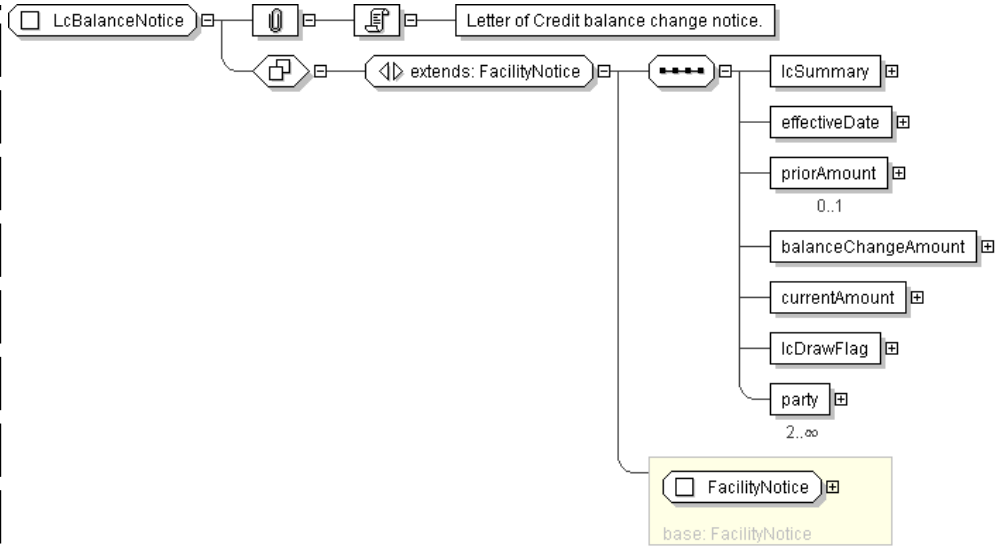 LcBalanceNotice
Letter of Credit balance change notice.
extends: FacilityNotice
lcSummary
effectiveDate
priorAmount
0..1
balanceChangeAmount
currentAmount
lcDrawFlag
party
2..∞
FacilityNotice
base: FacilityNotice